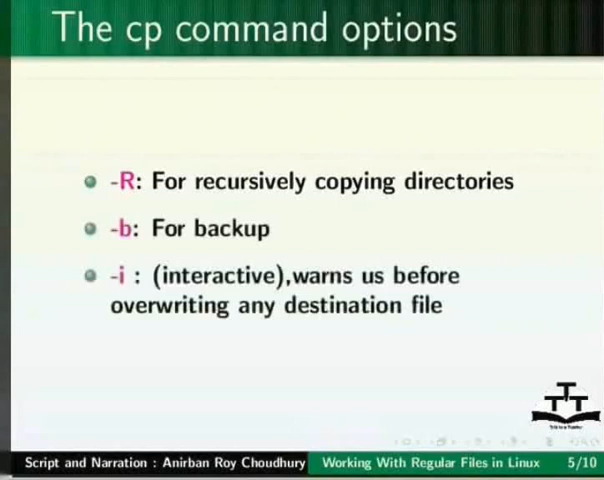 The cp command options
-R: For recursively copying directories
-b: For backup
-i : (interactive),warns us before
overwriting any destination file
TTT
Script and Narration : Anirban Roy Choudhury Working With Regular Files in Linux 5/10